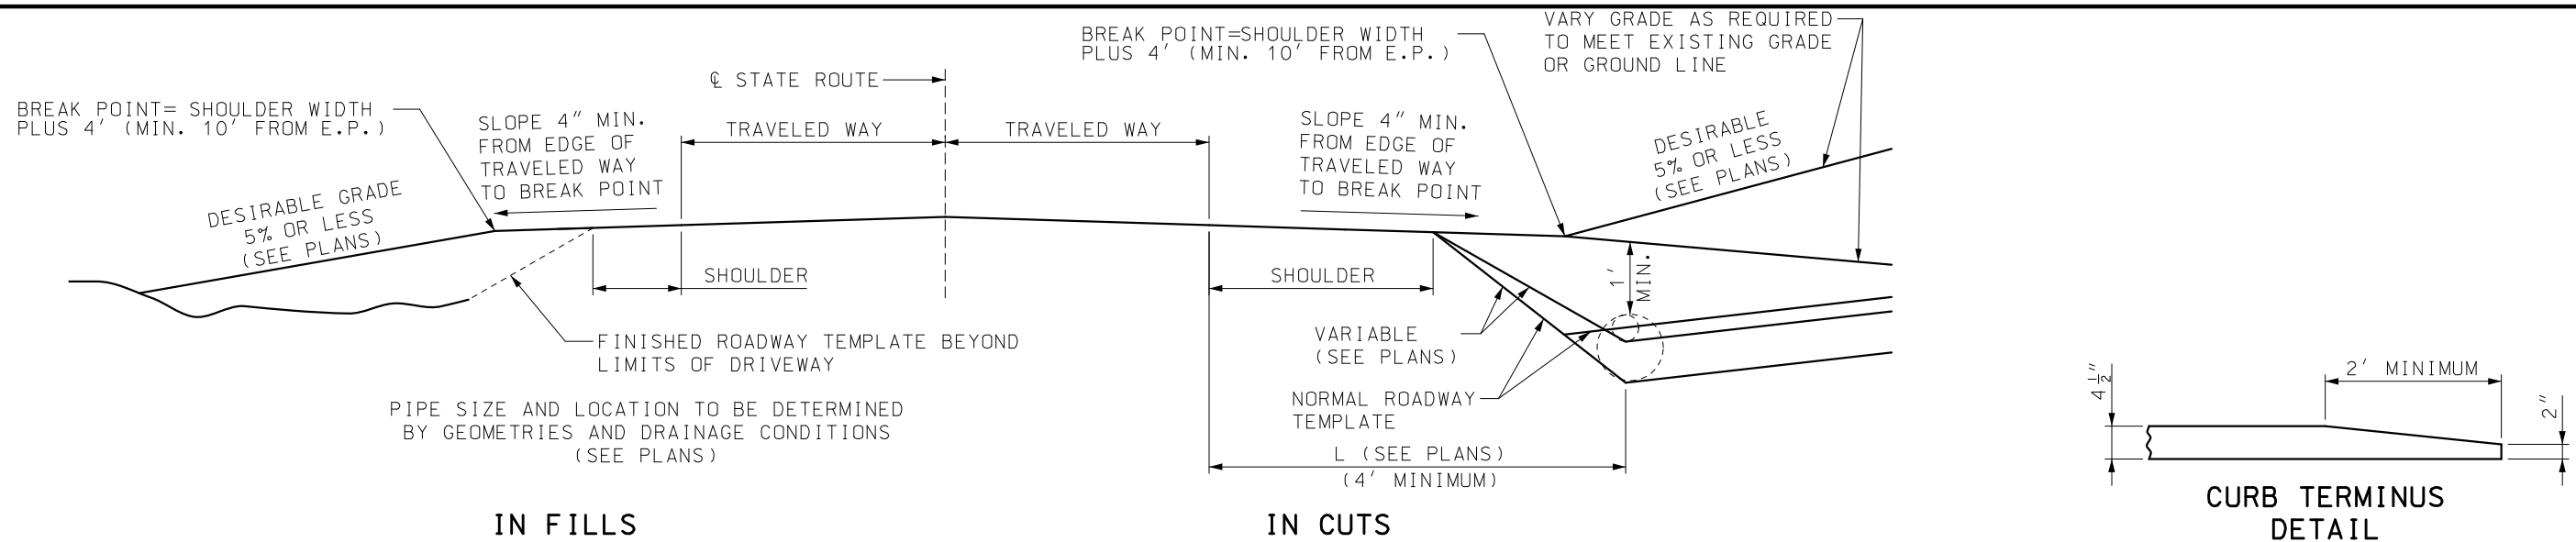 BREAK POINT= SHOULDER WIDTH
PLUS 4' (MIN. 10' FROM E.P.)
DESIRABLE GRADE
5% OR LESS
(SEE PLANS)
SLOPE 4" MIN.
FROM EDGE OF
TRAVELED WAY
TO BREAK POINT
℄ STATE ROUTE
TRAVELED WAY
TRAVELED WAY
SHOULDER
FINISHED ROADWAY TEMPLATE BEYOND
LIMITS OF DRIVEWAY
PIPE SIZE AND LOCATION TO BE DETERMINED
BY GEOMETRIES AND DRAINAGE CONDITIONS
(SEE PLANS)
IN FILLS
BREAK POINT=SHOULDER WIDTH
PLUS 4' (MIN. 10' FROM E.P.)
SLOPE 4" MIN.
FROM EDGE OF
TRAVELED WAY
TO BREAK POINT
VARY GRADE AS REQUIRED
TO MEET EXISTING GRADE
OR GROUND LINE
DESIRABLE
5% OR LESS
(SEE PLANS)
SHOULDER
1'
MIN.
VARIABLE
(SEE PLANS)
NORMAL ROADWAY
TEMPLATE
L (SEE PLANS)
(4' MINIMUM)
IN CUTS
4 1/2"
2' MINIMUM
2"
CURB TERMINUS
DETAIL